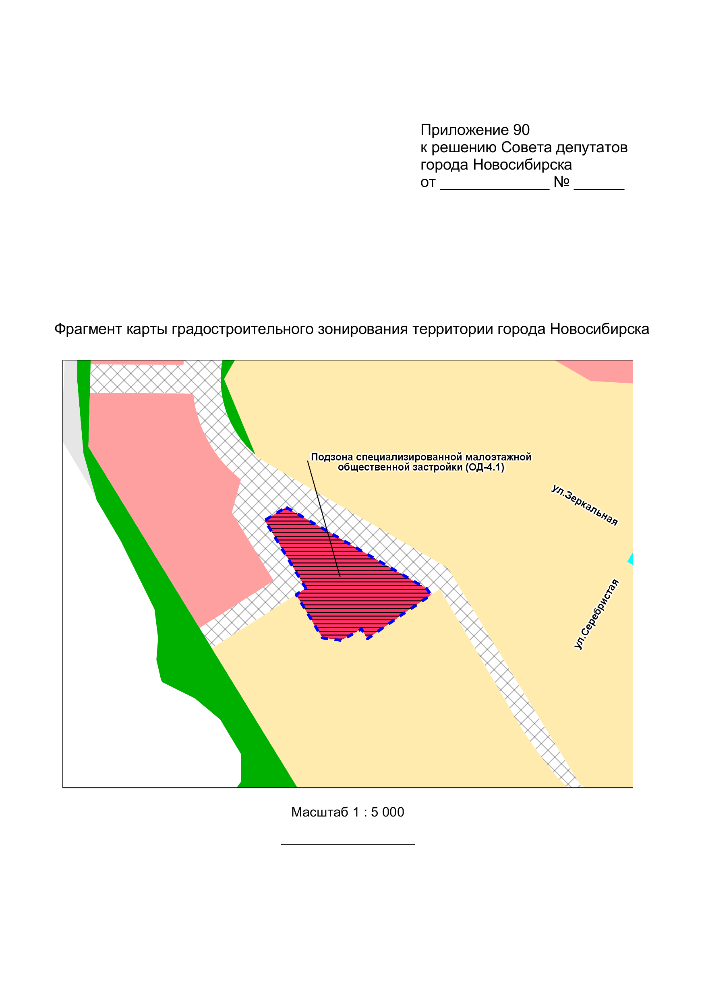 Приложение 90
к решению Совета депутатов
города Новосибирска
от _____________ № ______
Фрагмент карты градостроительного зонирования территории города Новосибирска
Подзона специализированной малоэтажной
общественной застройки (ОД-4.1)
ул.Зеркальная
ул.Серебристая
Масштаб 1 : 5 000